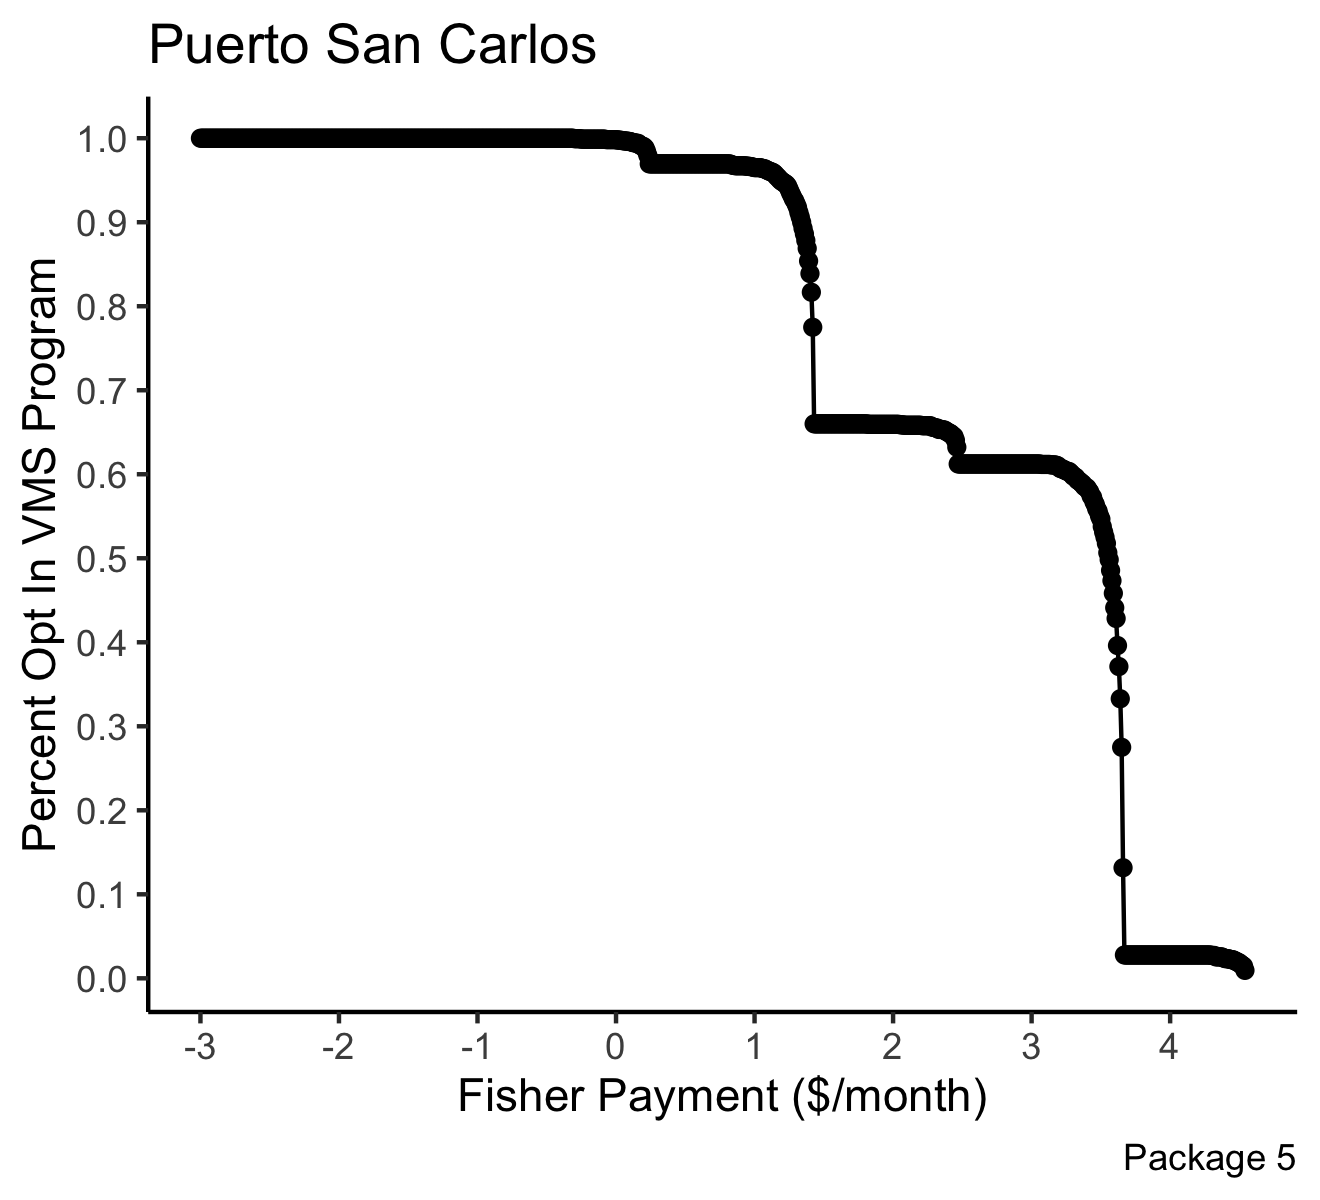 Puerto San Carlos
Percent Opt In VMS Program
1.0
0.9
0.8
0.7
0.6
0.5
0.4
0.3
0.2
0.1
0.0
-3 -2 -1 0 1 2 3 4
Fisher Payment ($/month)
Package 5